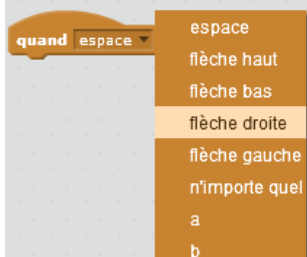 quand espace
espace
flèche haut
flèche bas
flèche droite
flèche gauche
n'importe quel
a
b